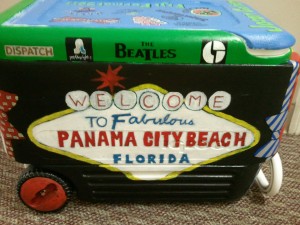 DISPATCH
THE
BEATLES
WELCOME
TO Fabulous
PANAMA CITY BEACH
FLORIDA